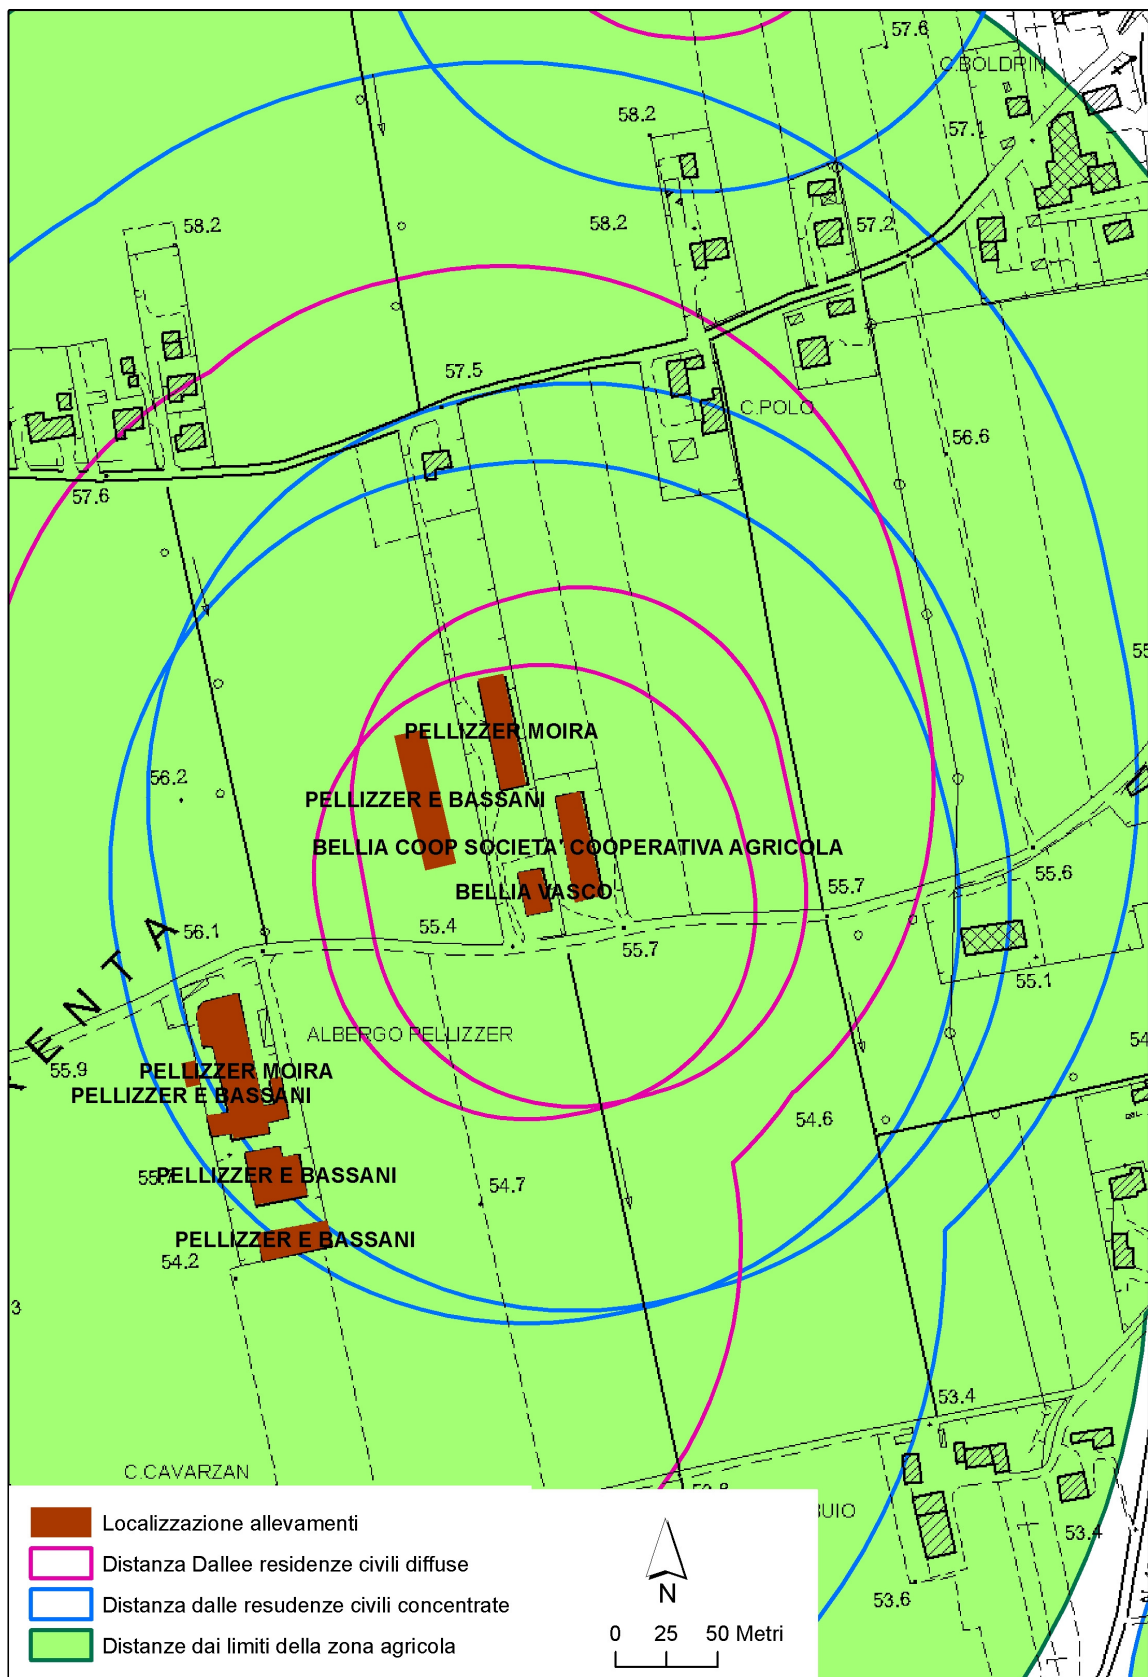 57.6
C.BOLDRIN
58.2
57.1
58.2
58.2
57.2
57.5
C.POLO
56.6
57.6
PELLIZZER MOIRA
56.2
PELLIZZER E BASSANI
BELLIA COOP SOCIETA' COOPERATIVA AGRICOLA
55.6
BELLIA VASCO
55.7
56.1
55.4
55.7
55.1
ENTA
ALBERGO PELLIZZER
55.9
PELLIZZER MOIRA
PELLIZZER E BASSANI
54.6
PELLIZZER E BASSANI
54.7
PELLIZZER E BASSANI
54.2
3
53.4
C.CAVARZAN
BUIO
53.4
53.6
Localizzazione allevamenti
Distanza Dallee residenze civili diffuse
Distanza dalle resudenze civili concentrate
Distanze dai limiti della zona agricola
N
0 25 50 Metri